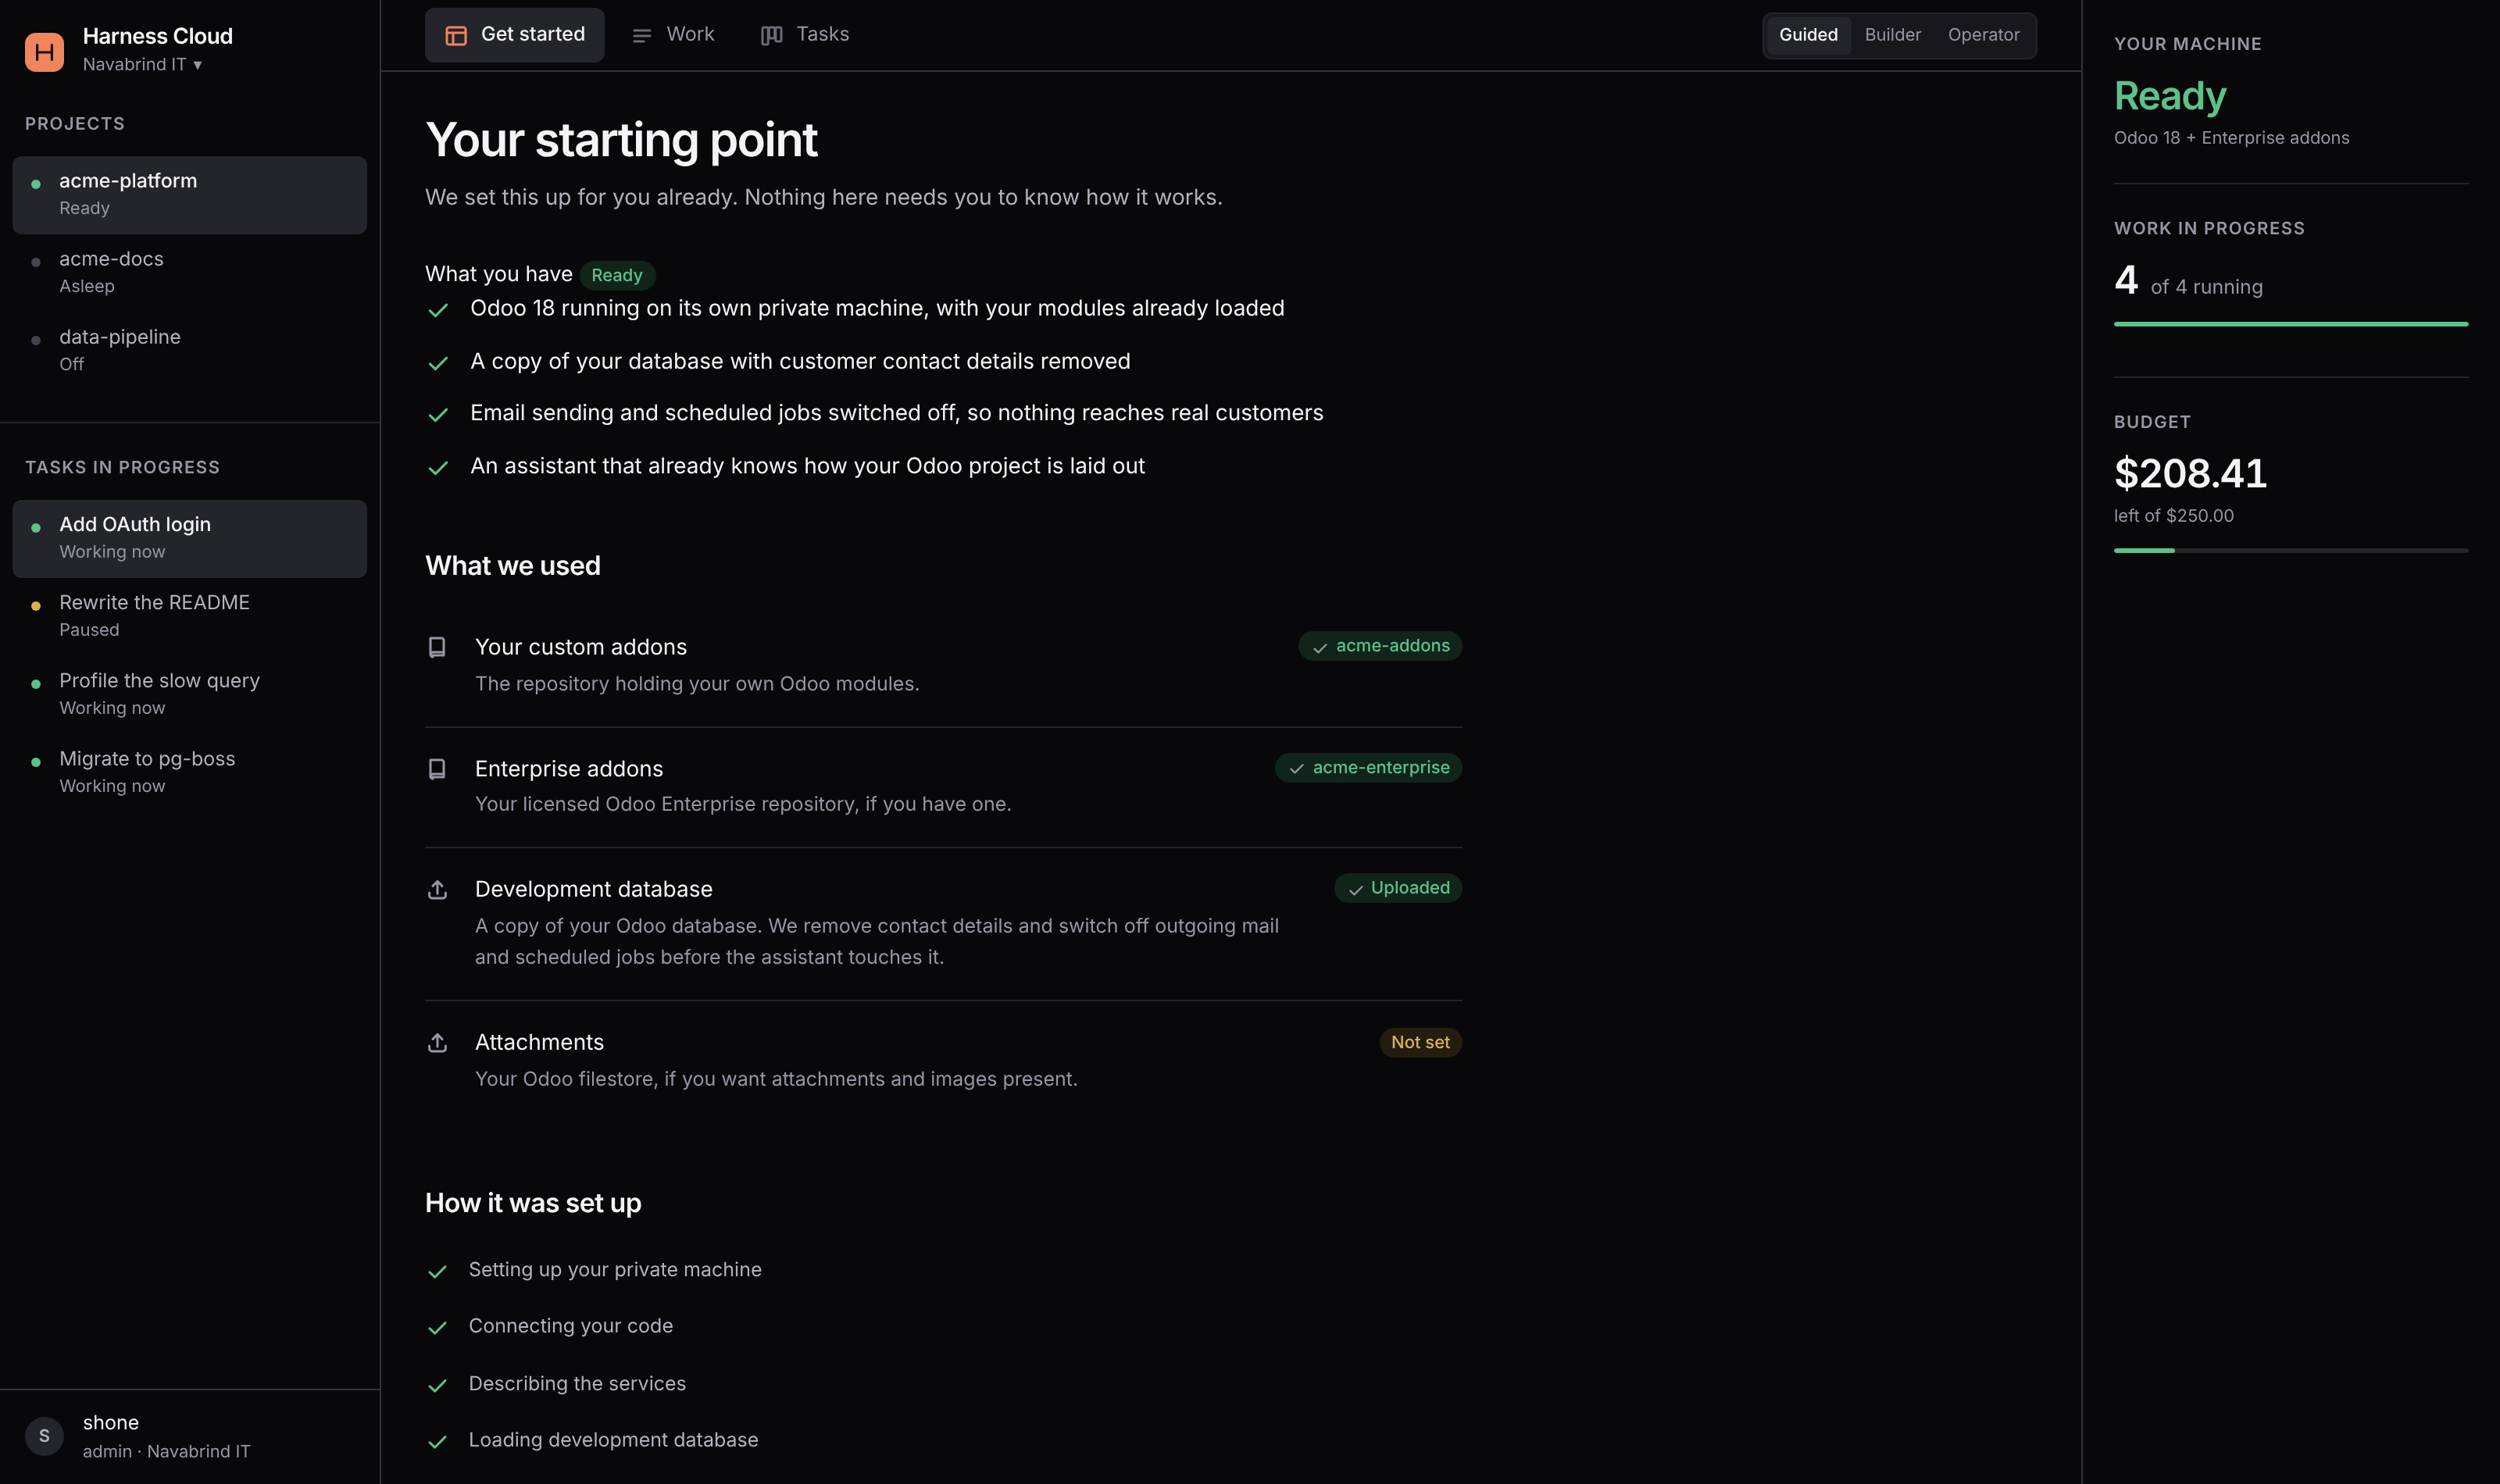 H
Harness Cloud
Navabrind IT ▾
PROJECTS
acme-platform
Ready
acme-docs
Asleep
data-pipeline
Off
TASKS IN PROGRESS
Add OAuth login
Working now
Rewrite the README
Paused
Profile the slow query
Working now
Migrate to pg-boss
Working now
S
shone
admin · Navabrind IT
Get started
Work
Tasks
Guided
Builder
Operator
Your starting point
We set this up for you already. Nothing here needs you to know how it works.
What you have Ready
Odoo 18 running on its own private machine, with your modules already loaded
A copy of your database with customer contact details removed
Email sending and scheduled jobs switched off, so nothing reaches real customers
An assistant that already knows how your Odoo project is laid out
What we used
Your custom addons
acme-addons
The repository holding your own Odoo modules.
Enterprise addons
acme-enterprise
Your licensed Odoo Enterprise repository, if you have one.
Development database
Uploaded
A copy of your Odoo database. We remove contact details and switch off outgoing mail
and scheduled jobs before the assistant touches it.
Attachments
Not set
Your Odoo filestore, if you want attachments and images present.
How it was set up
Setting up your private machine
Connecting your code
Describing the services
Loading development database
YOUR MACHINE
Ready
Odoo 18 + Enterprise addons
WORK IN PROGRESS
4 of 4 running
BUDGET
$208.41
left of $250.00